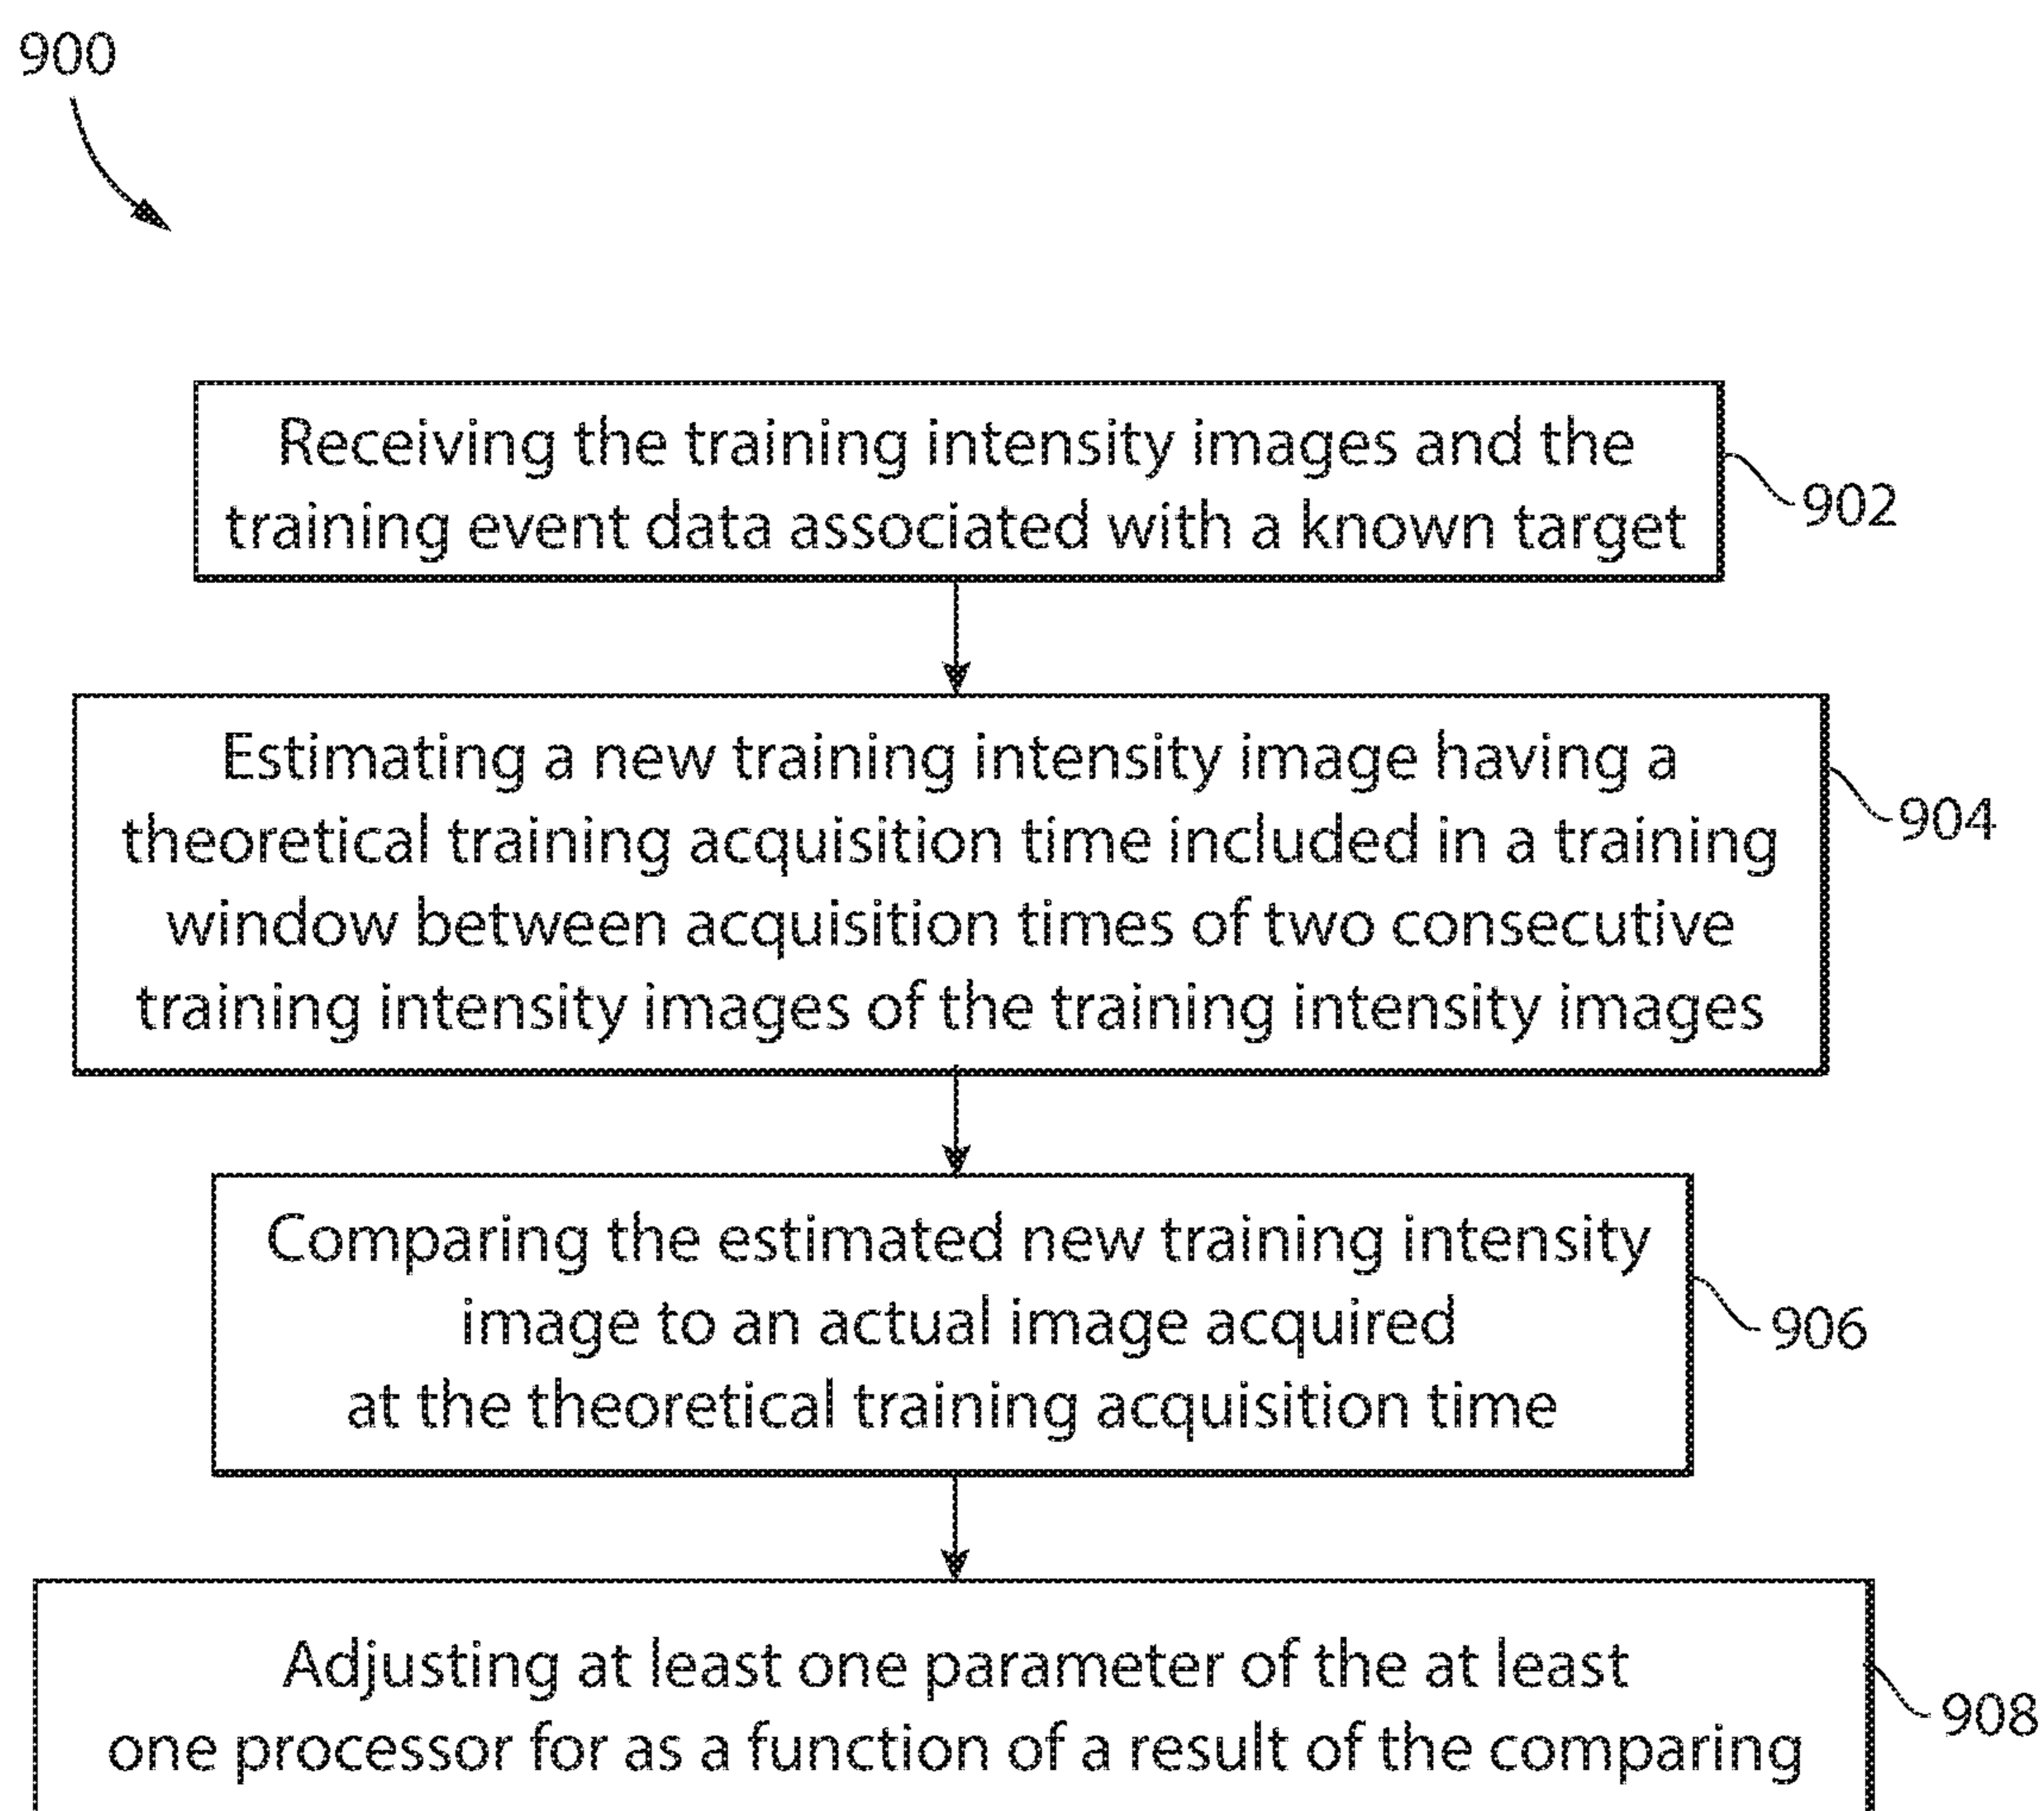 900
Receiving the training intensity images and the
training event data associated with a known target
902
Estimating a new training intensity image having a
theoretical training acquisition time included in a training
window between acquisition times of two consecutive
training intensity images of the training intensity images
904
Comparing the estimated new training intensity
image to an actual image acquired
at the theoretical training acquisition time
906
Adjusting at least one parameter of the at least
one processor for as a function of a result of the comparing
908